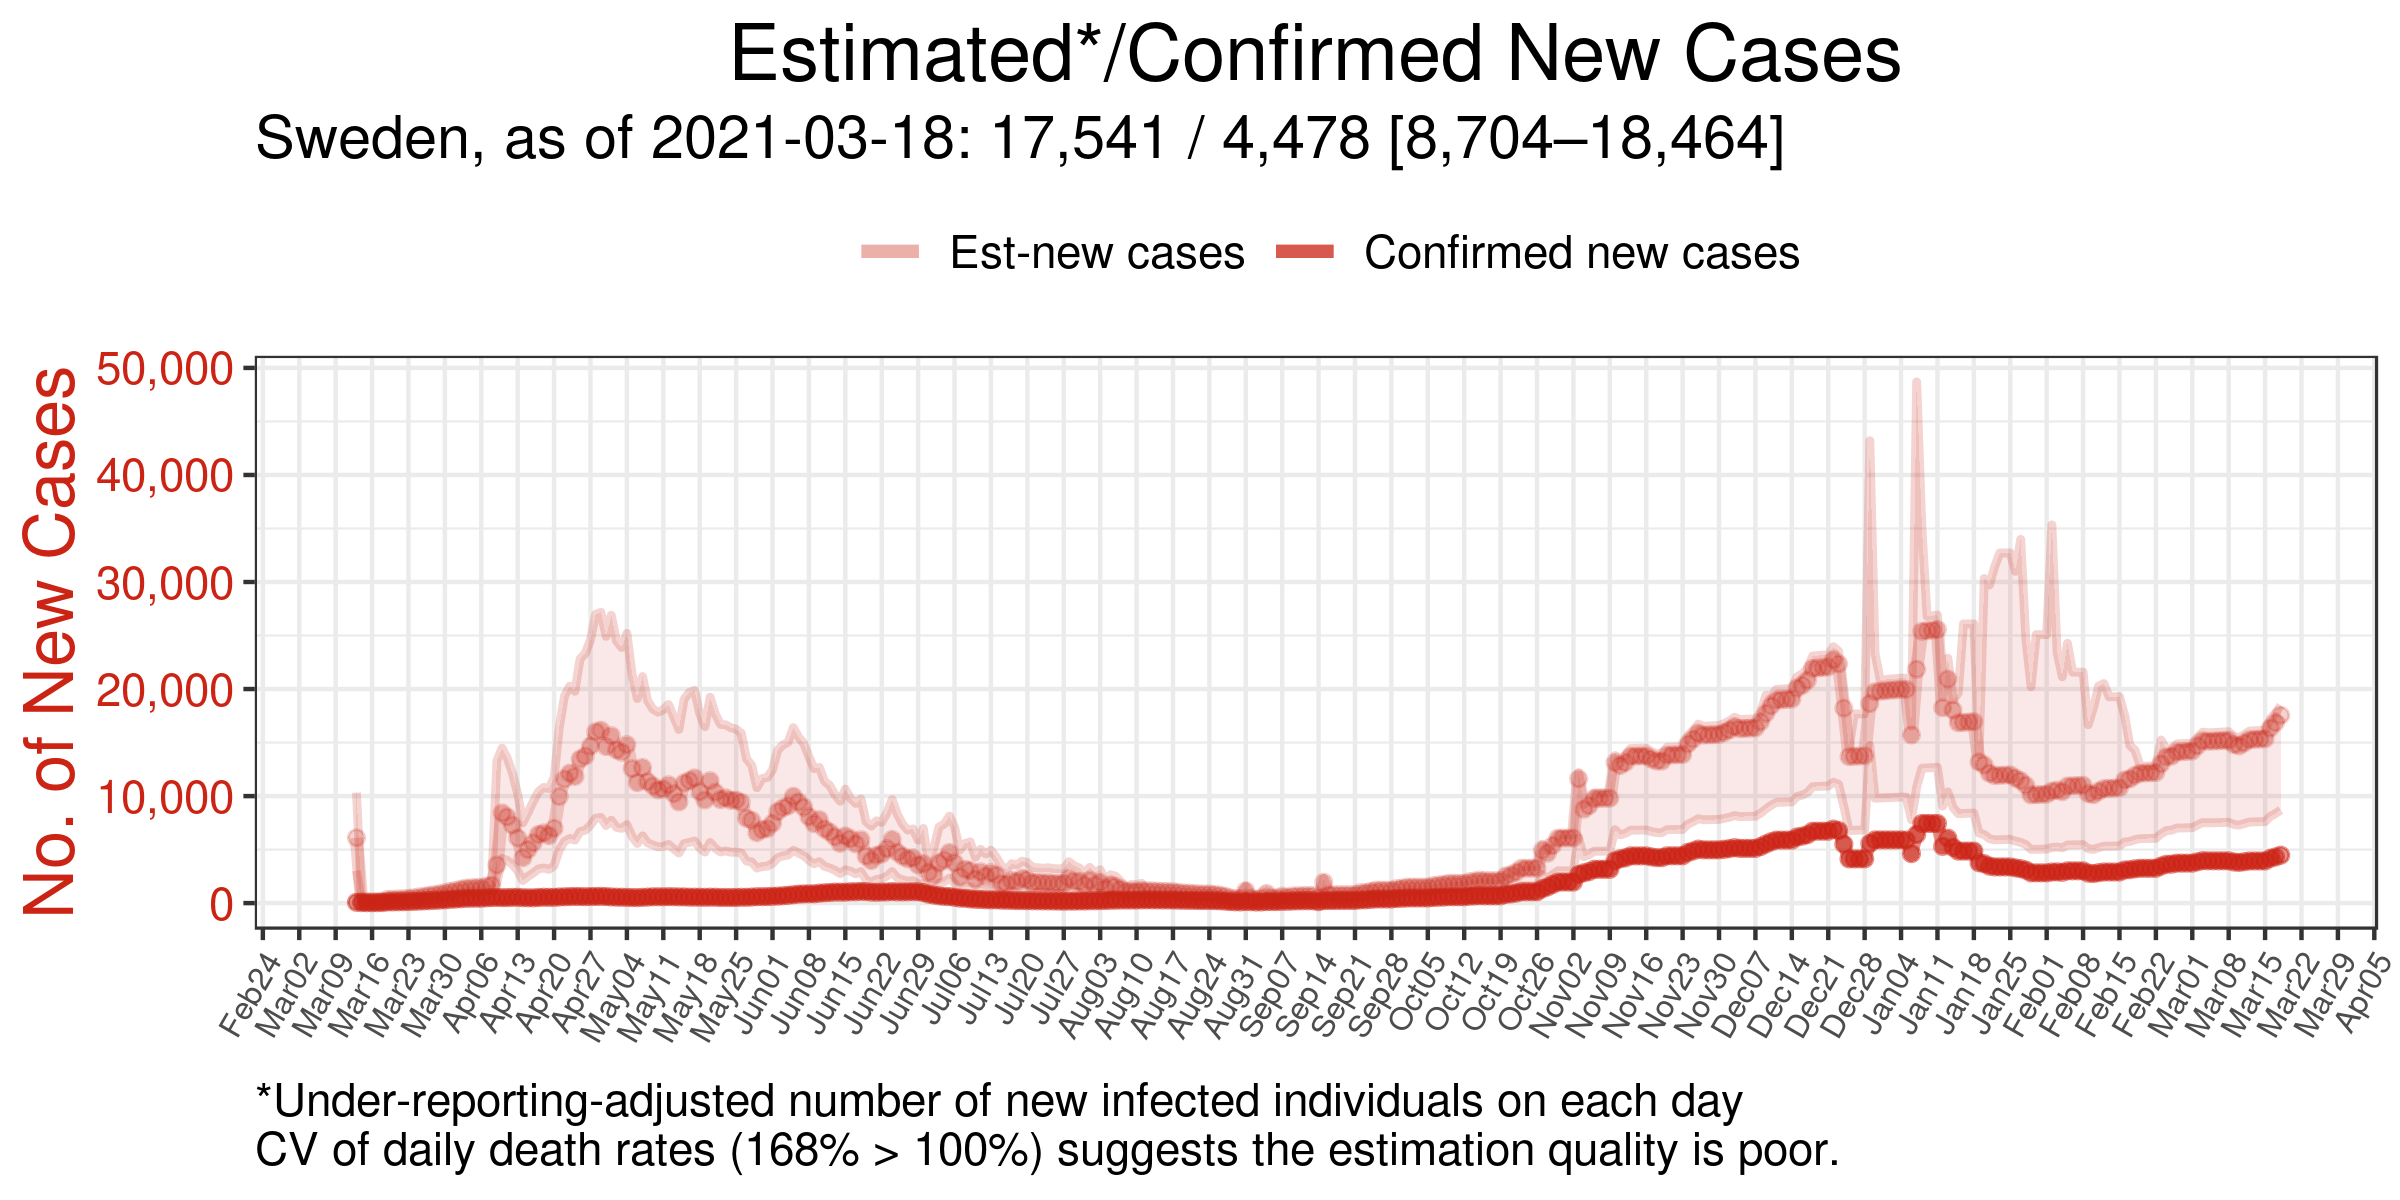 Estimated*/Confirmed New Cases
Sweden, as of 2021-03-18: 17,541 / 4,478 [8,704–18,464]
Est-new cases Confirmed new cases
No. of New Cases
50,000
40,000
30,000
20,000
10,000
0
Feb24 Mar02 Mar09 Mar16 Mar23 Mar30 Apr06 Apr13 Apr20 Apr27 May04 May11 May18 May25 Jun01 Jun08 Jun15 Jun22 Jun29 Jul06 Jul13 Jul20 Jul27 Aug03 Aug10 Aug17 Aug24 Aug31 Sep07 Sep14 Sep21 Sep28 Oct05 Oct12 Oct19 Oct26 Nov02 Nov09 Nov16 Nov23 Nov30 Dec07 Dec14 Dec21 Dec28 Jan04 Jan11 Jan18 Jan25 Feb01 Feb08 Feb15 Feb22 Mar01 Mar08 Mar15 Mar22 Mar29 Apr05
*Under-reporting-adjusted number of new infected individuals on each day
CV of daily death rates (168% > 100%) suggests the estimation quality is poor.